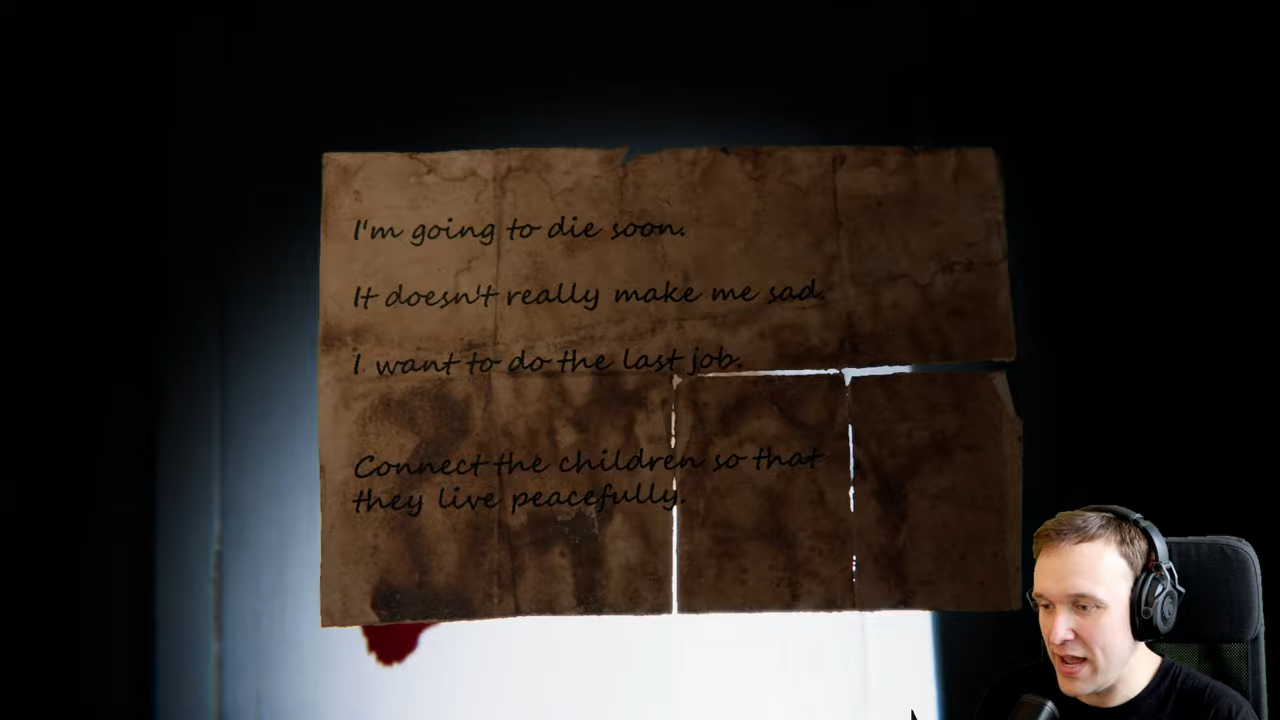 I'm going to die soon.
It doesn't really make me sad.
I want to do the last job.
Connect the children so that
they live peacefully.